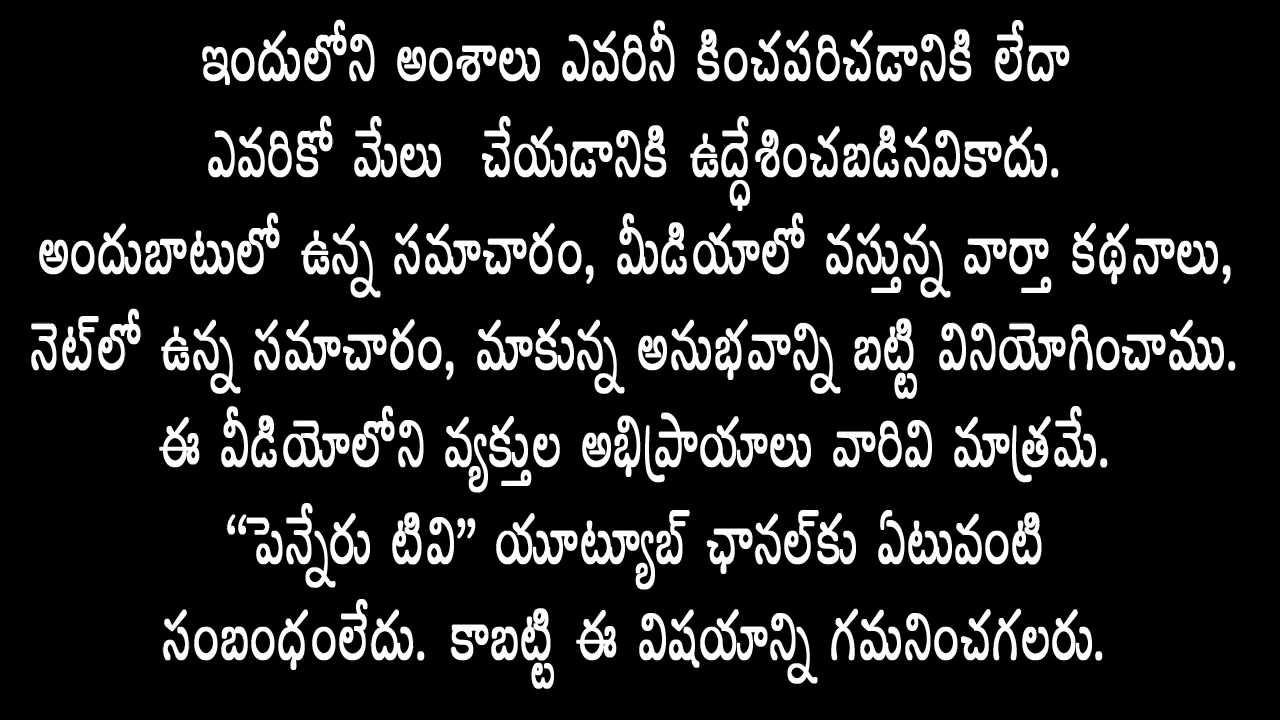 ఇందులోని అంశాలు ఎవరినీ కించపరిచడానికి లేదా
ఎవరికో మేలు చేయడానికి ఉద్ధేశించబడినవికాదు.
అందుబాటులో ఉన్న సమాచారం, మీడియాలో వస్తున్న వార్తా కథనాలు,
నెట్‌లో ఉన్న సమాచారం, మాకున్న అనుభవాన్ని బట్టి వినియోగించాము.
ఈ వీడియోలోని వ్యక్తుల అభిప్రాయాలు వారివి మాత్రమే.
“పెన్నేరు టివి” యూట్యూబ్ ఛానల్‌కు ఏటువంటి
సంబంధంలేదు. కాబట్టి ఈ విషయాన్ని గమనించగలరు.